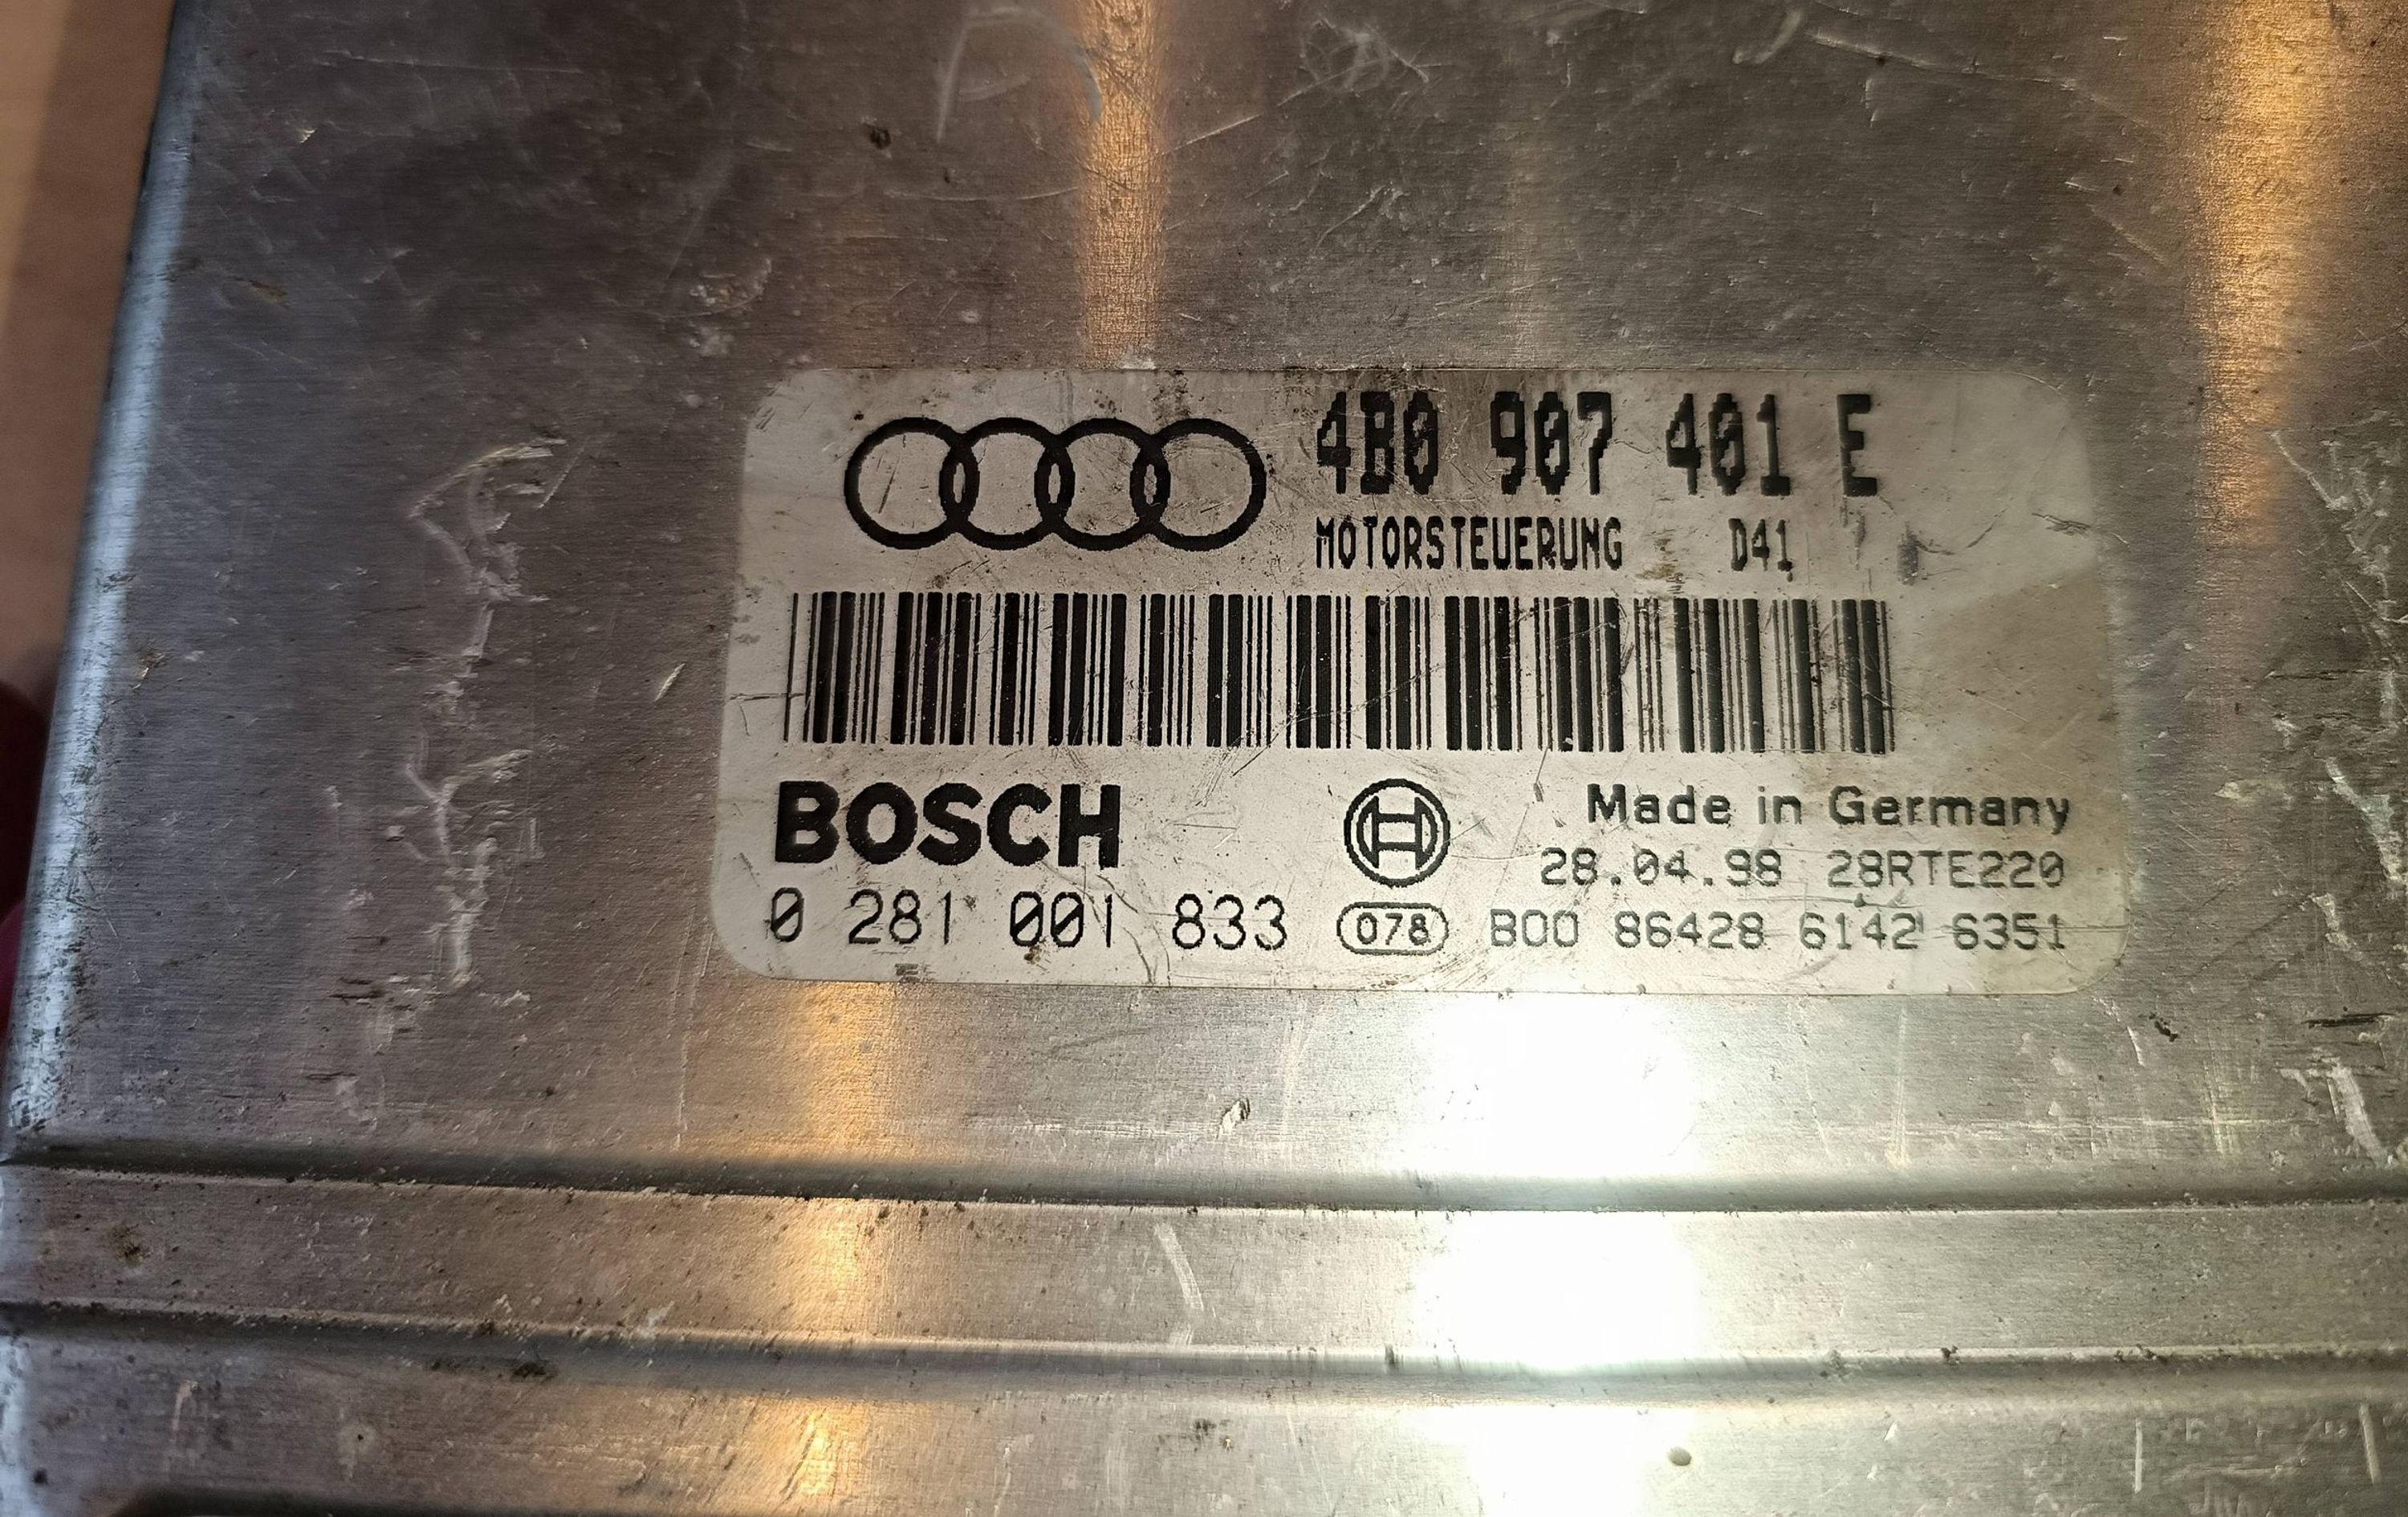 4B0 907 401 E
MOTORSTEUERUNG D41
BOSCH
Made in Germany
28.04.98 28RTE220
0 281 001 833 078 B00 86428 6142 6351